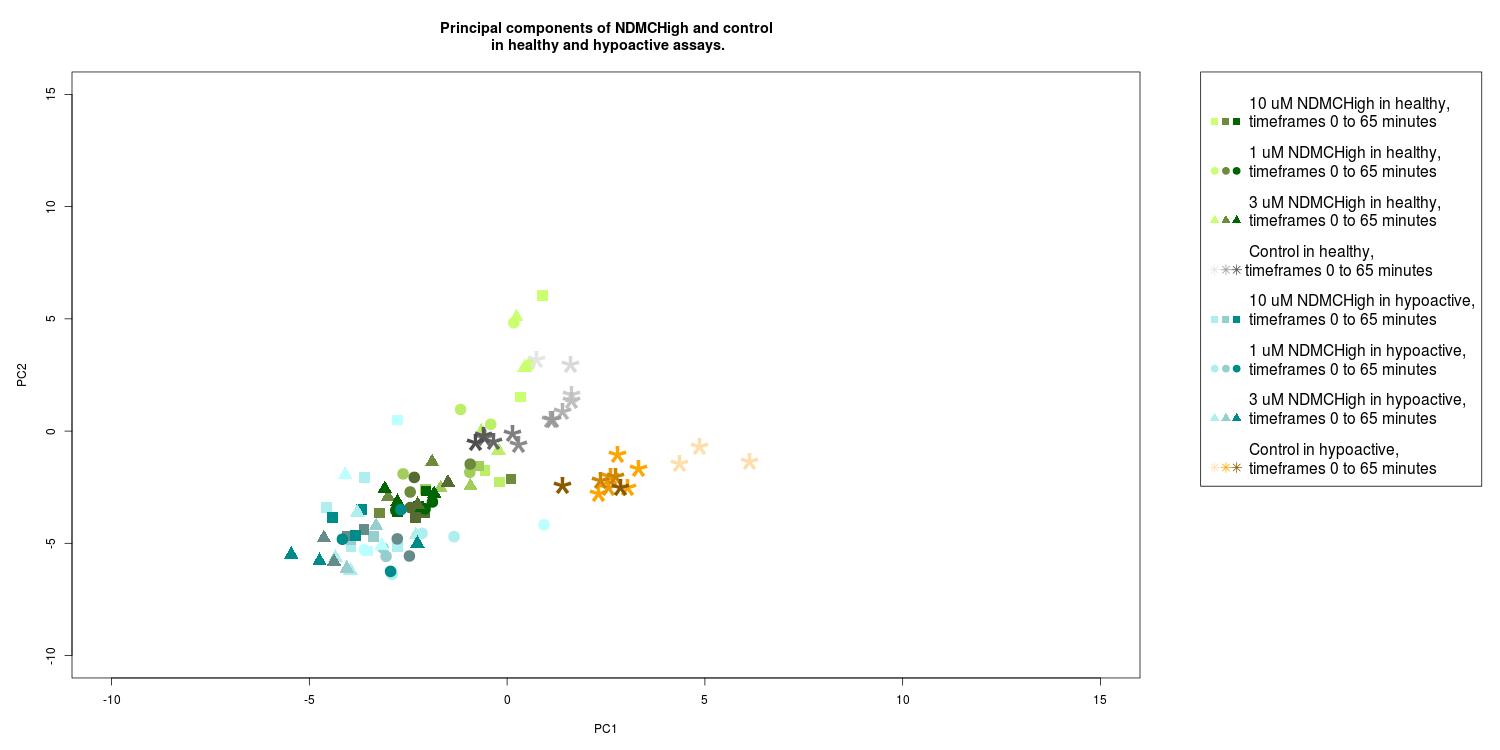 Principal components of NDMCHigh and control
in healthy and hypoactive assays.
15
10
5
0
-5
-10
PC2
-10
-5
0
5
10
15
PC1
10 uM NDMCHigh in healthy,
timeframes 0 to 65 minutes
1 uM NDMCHigh in healthy,
timeframes 0 to 65 minutes
3 uM NDMCHigh in healthy,
timeframes 0 to 65 minutes
Control in healthy,
timeframes 0 to 65 minutes
10 uM NDMCHigh in hypoactive,
timeframes 0 to 65 minutes
1 uM NDMCHigh in hypoactive,
timeframes 0 to 65 minutes
3 uM NDMCHigh in hypoactive,
timeframes 0 to 65 minutes
Control in hypoactive,
timeframes 0 to 65 minutes